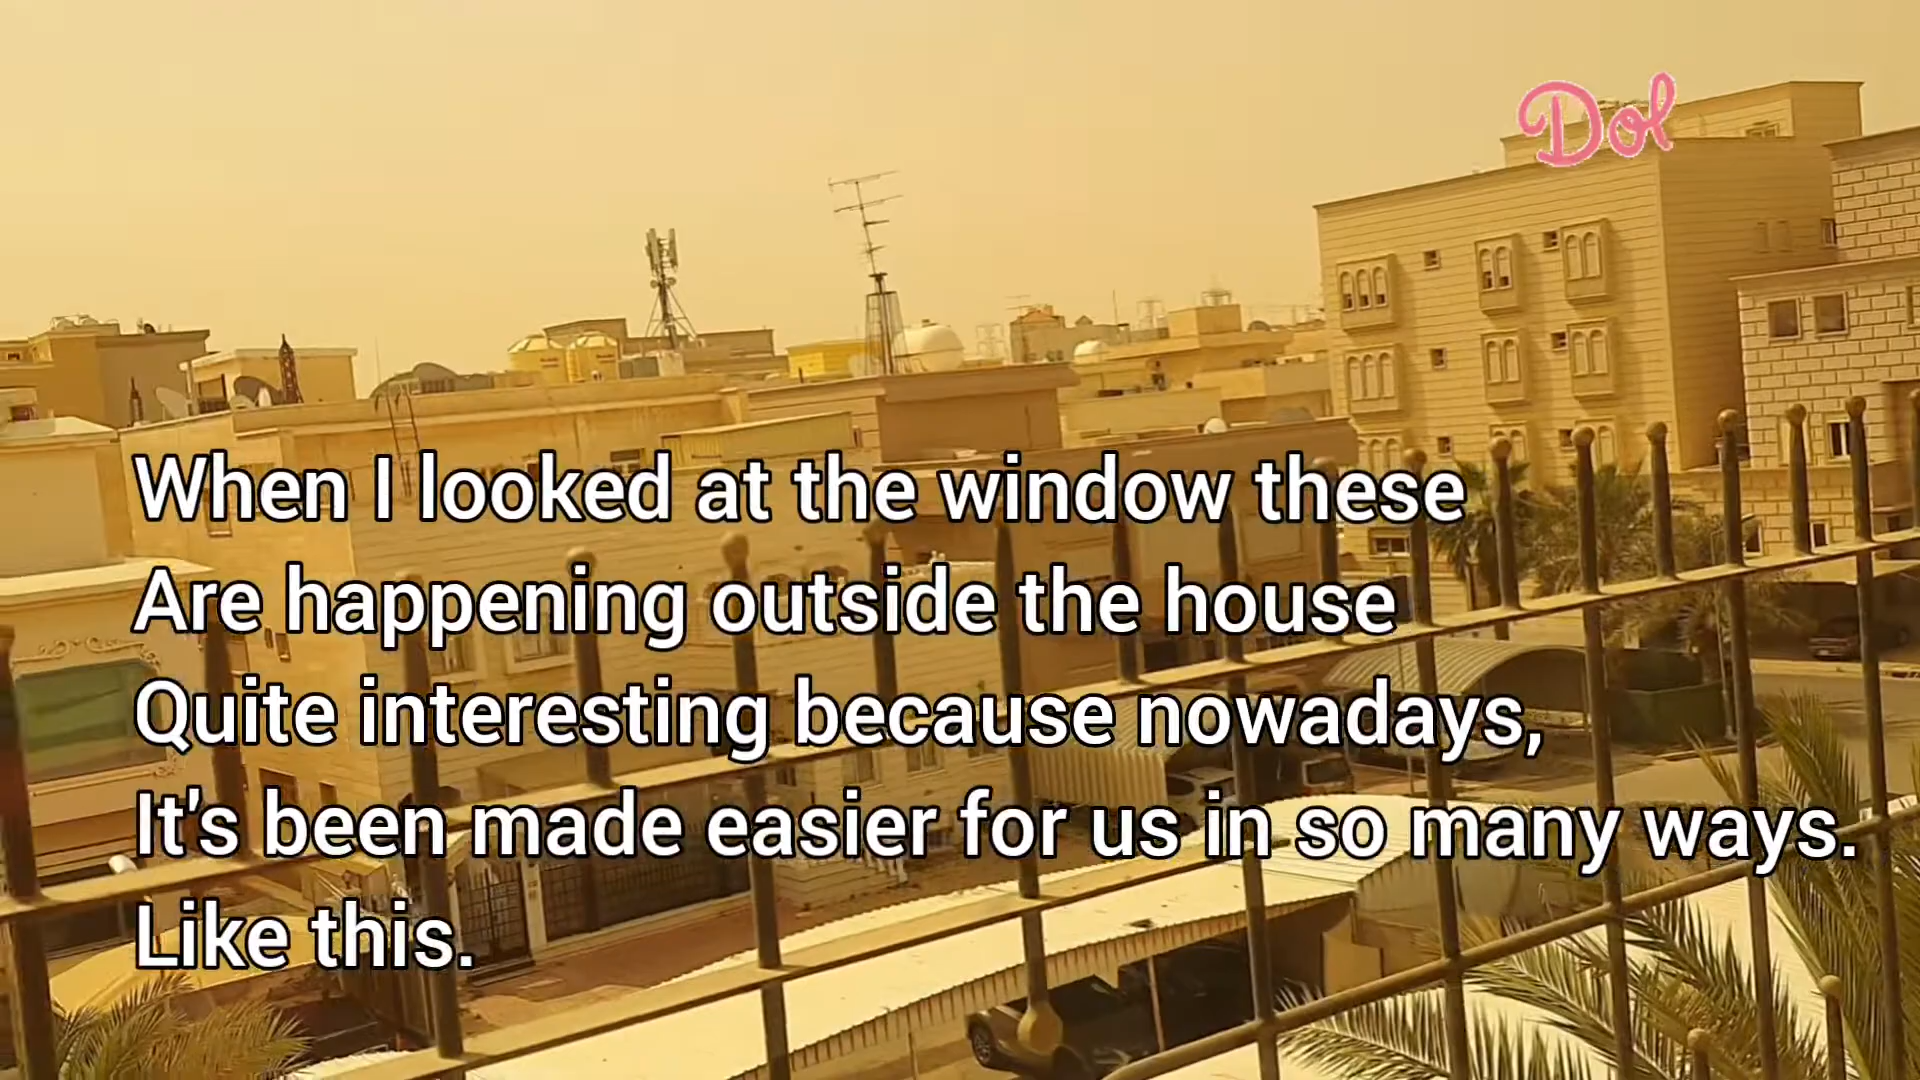 Dol
When I looked at the window these
Are happening outside the house
Quite interesting because nowadays,
It's been made easier for us in so many ways.
Like this.